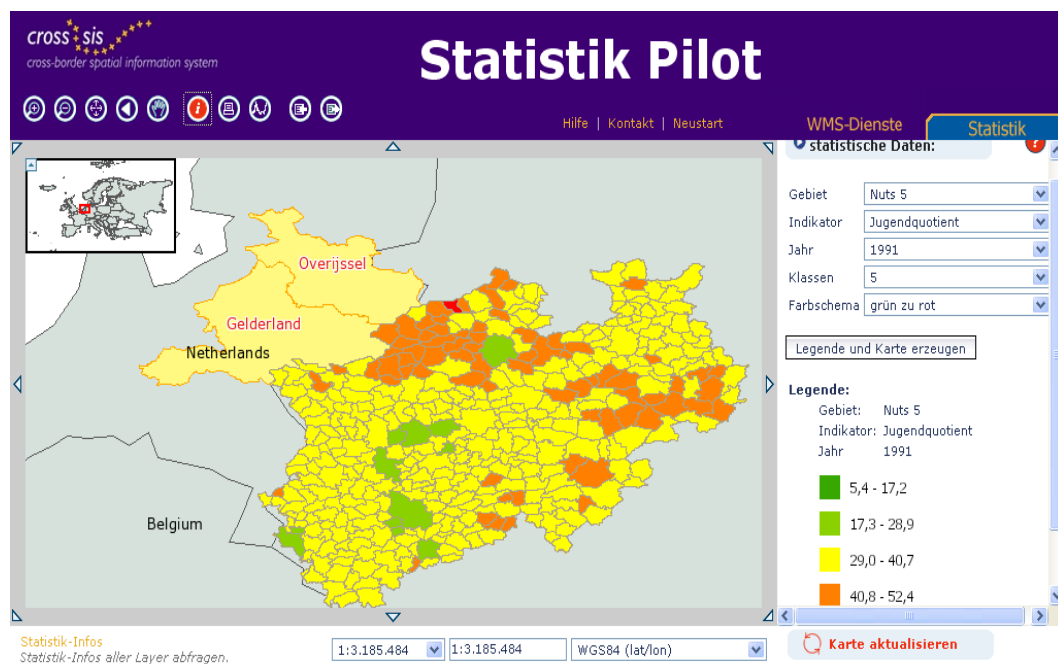 cross sis
cross-border spatial information system
Statistik Pilot
Hilfe | Kontakt | Neustart
WMS-Dienste
Statistik
statistische Daten:
?
Gebiet Nuts 5
Indikator Jugendquotient
Jahr 1991
Klassen 5
Farbschema grün zu rot
Legende und Karte erzeugen
Legende:
Gebiet: Nuts 5
Indikator: Jugendquotient
Jahr 1991
5,4 - 17,2
17,3 - 28,9
29,0 - 40,7
40,8 - 52,4
Overijssel
Gelderland
Netherlands
Belgium
Statistik-Infos
Statistik-Infos aller Layer abfragen.
1:3.185.484
1:3.185.484
WGS84 (lat/lon)
Karte aktualisieren